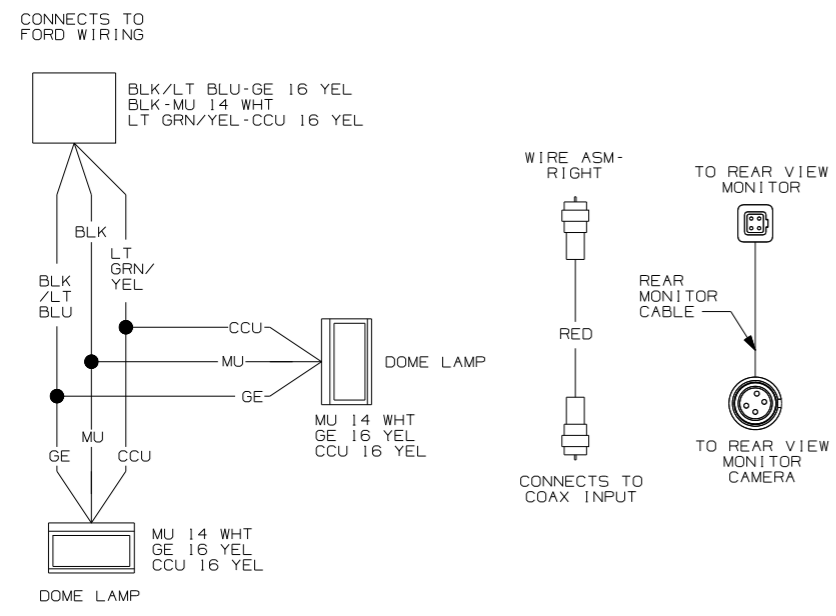 CONNECTS TO
FORD WIRING
BLK/LT BLU-GE 16 YEL
BLK-MU 14 WHT
LT GRN/YEL-CCU 16 YEL
BLK
LT
GRN/
YEL
BLK
/LT
BLU
CCU
MU
GE
DOME LAMP
MU 14 WHT
GE 16 YEL
CCU 16 YEL
MU
GE
CCU
MU 14 WHT
GE 16 YEL
CCU 16 YEL
DOME LAMP
WIRE ASM-
RIGHT
RED
CONNECTS TO
COAX INPUT
TO REAR VIEW
MONITOR
REAR
MONITOR
CABLE
TO REAR VIEW
MONITOR
CAMERA